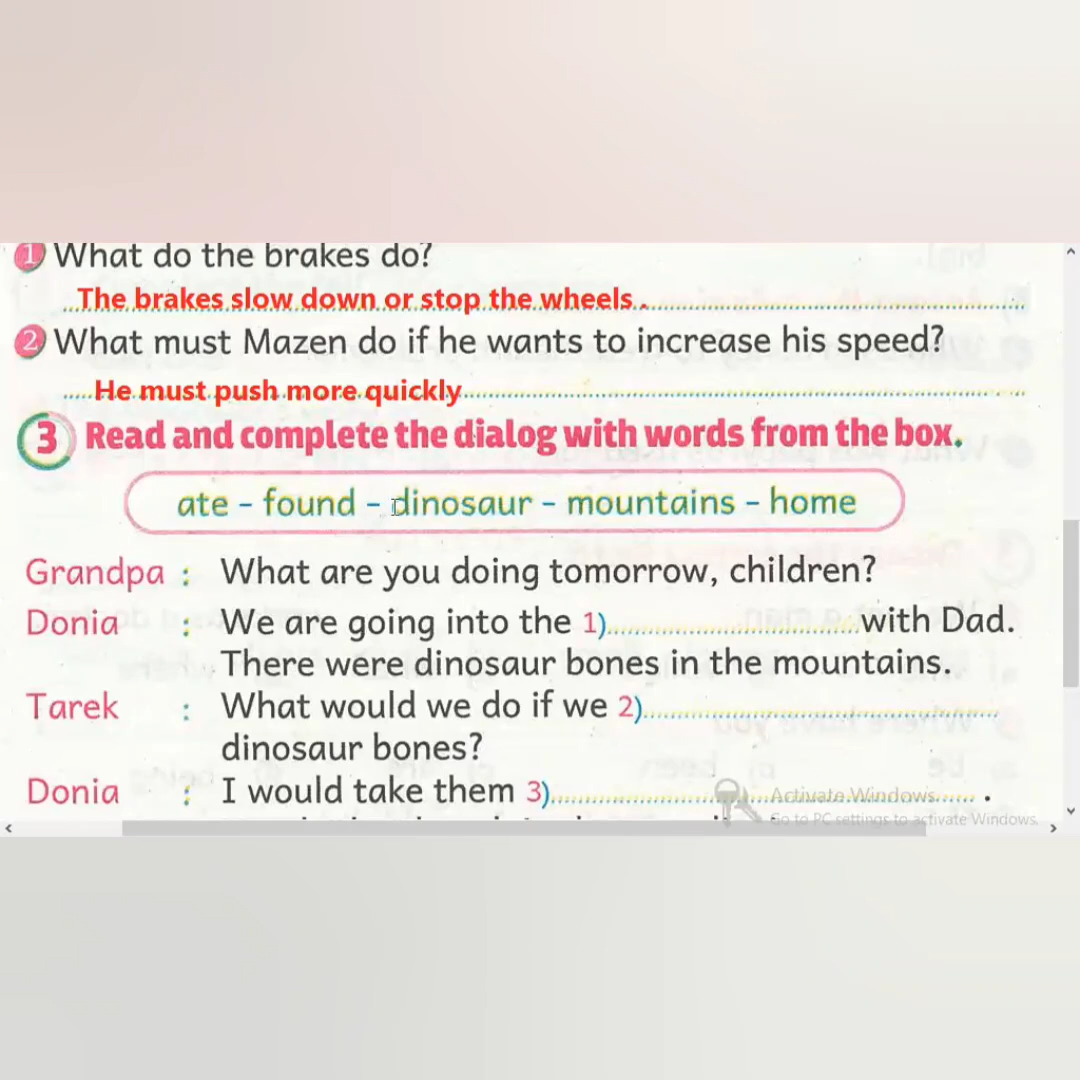 1 What do the brakes do?
The brakes slow down or stop the wheels.
2 What must Mazen do if he wants to increase his speed?
He must push more quickly
3 Read and complete the dialog with words from the box.
ate - found - dinosaur - mountains - home
Grandpa : What are you doing tomorrow, children?
Donia : We are going into the 1)........................ with Dad.
There were dinosaur bones in the mountains.
Tarek : What would we do if we 2)........................
dinosaur bones?
Donia : I would take them 3)........................ .
Activate Windows
Go to PC settings to activate Windows.